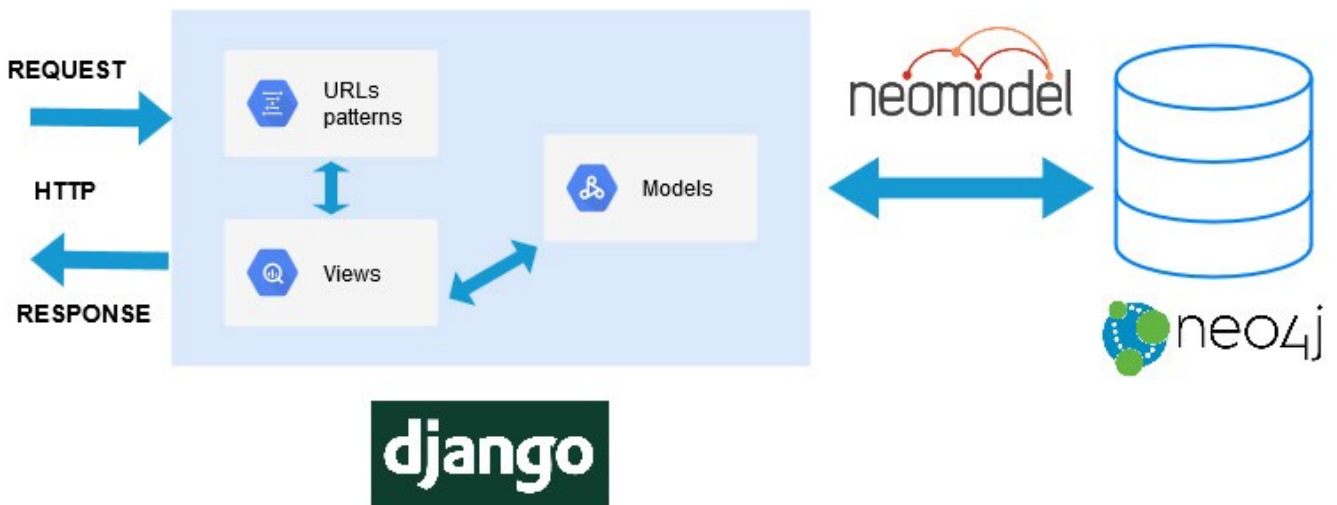 REQUEST
HTTP
RESPONSE
URLs
patterns
Views
Models
neomodel
neo4j
django